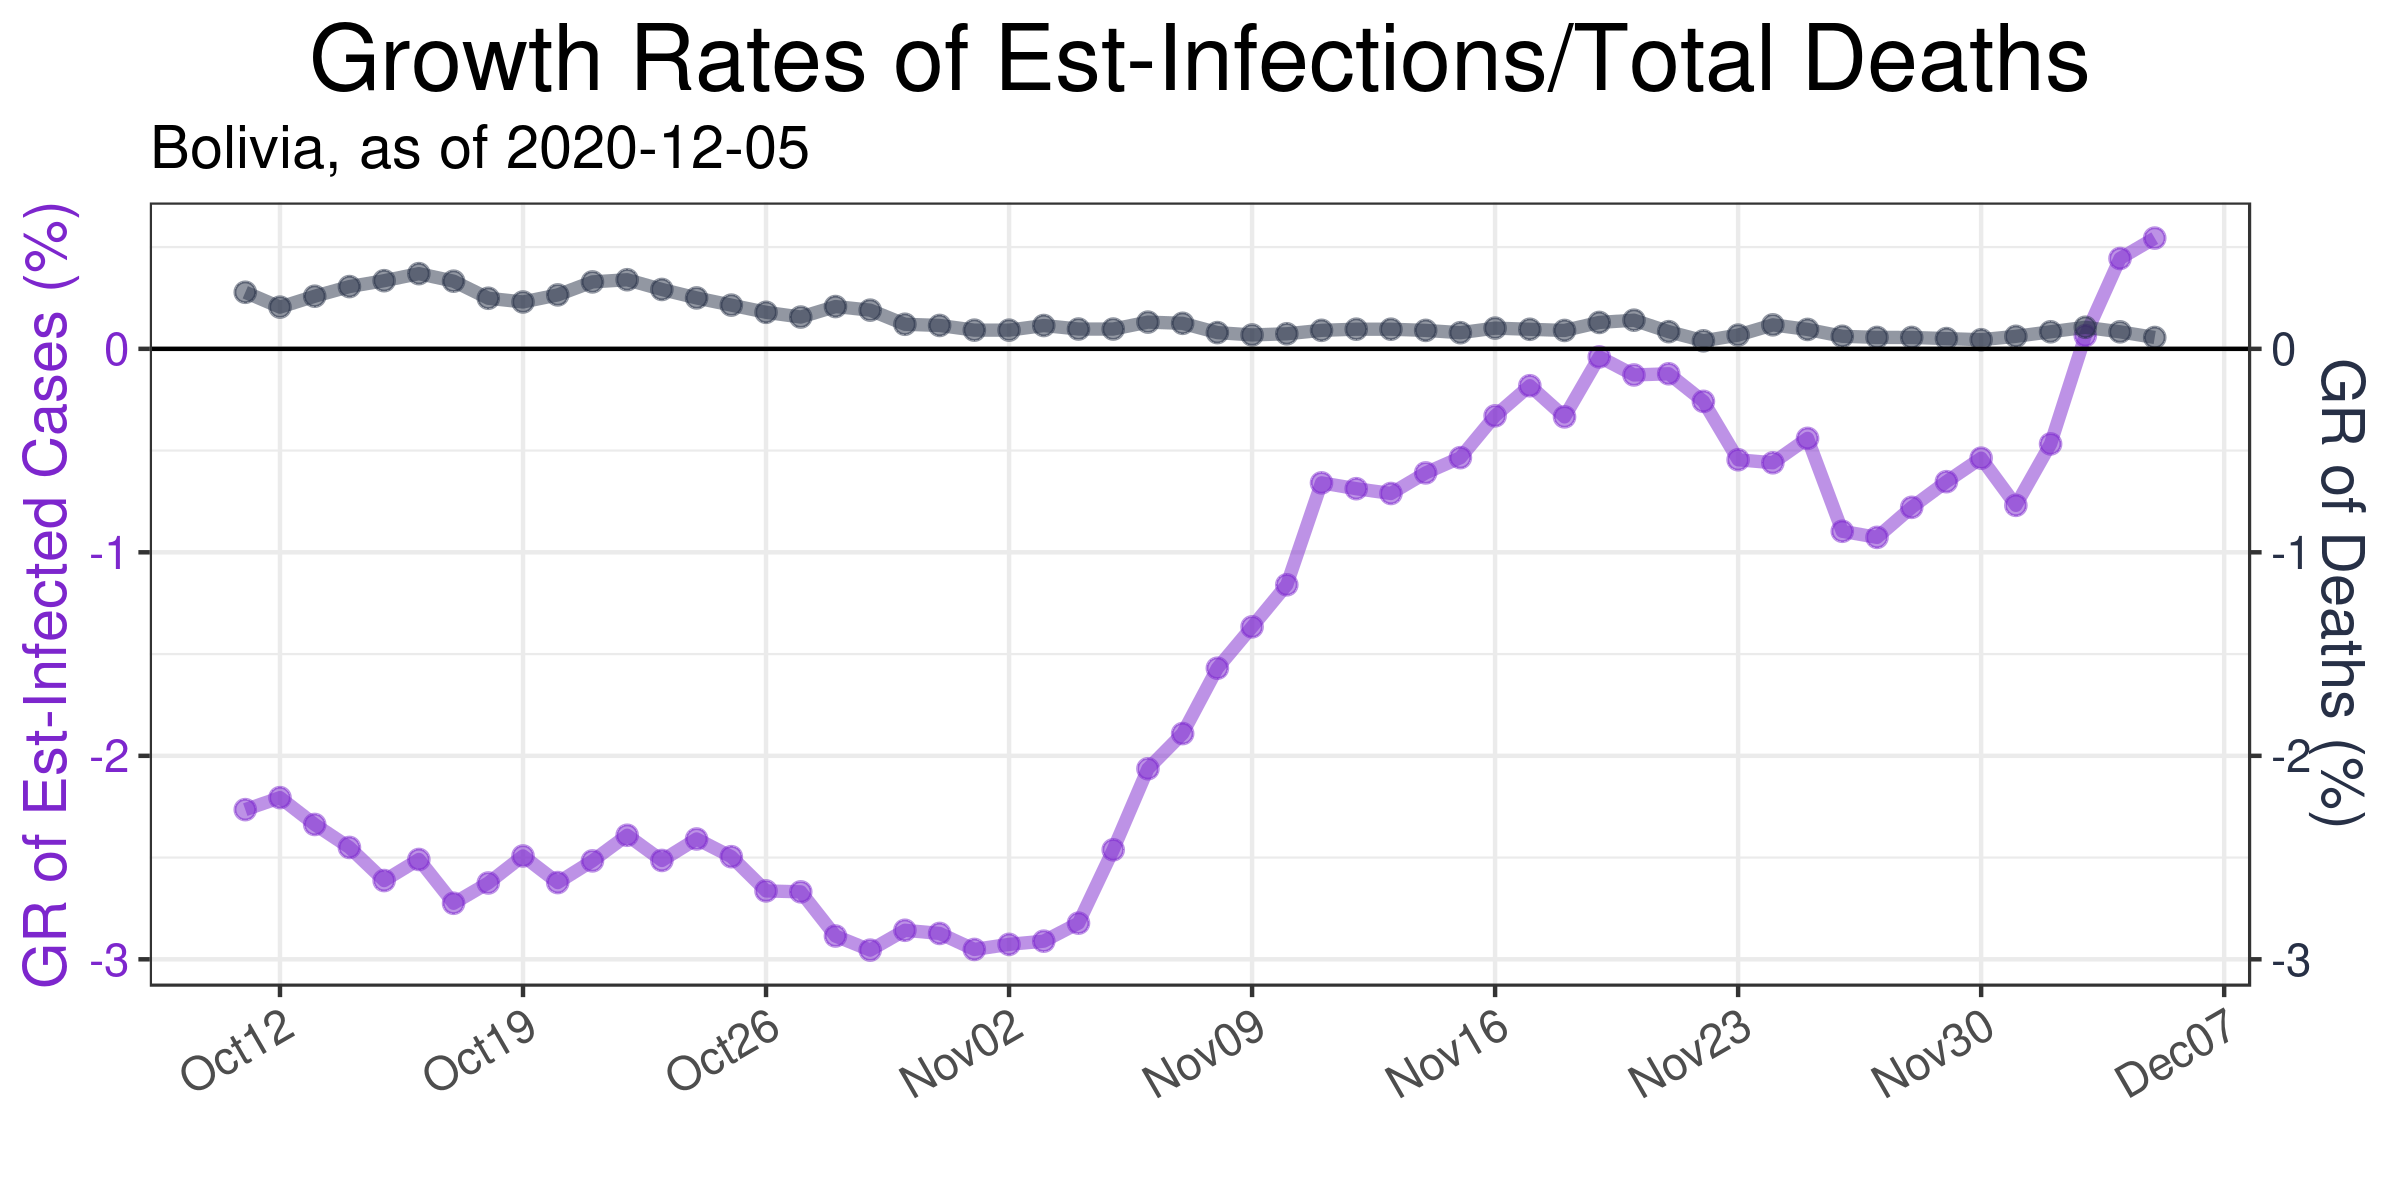 Growth Rates of Est-Infections/Total Deaths
Bolivia, as of 2020-12-05
GR of Est-Infected Cases (%)
0
-1
-2
-3
0
-1
-2
-3
GR of Deaths (%)
Oct12
Oct19
Oct26
Nov02
Nov09
Nov16
Nov23
Nov30
Dec07